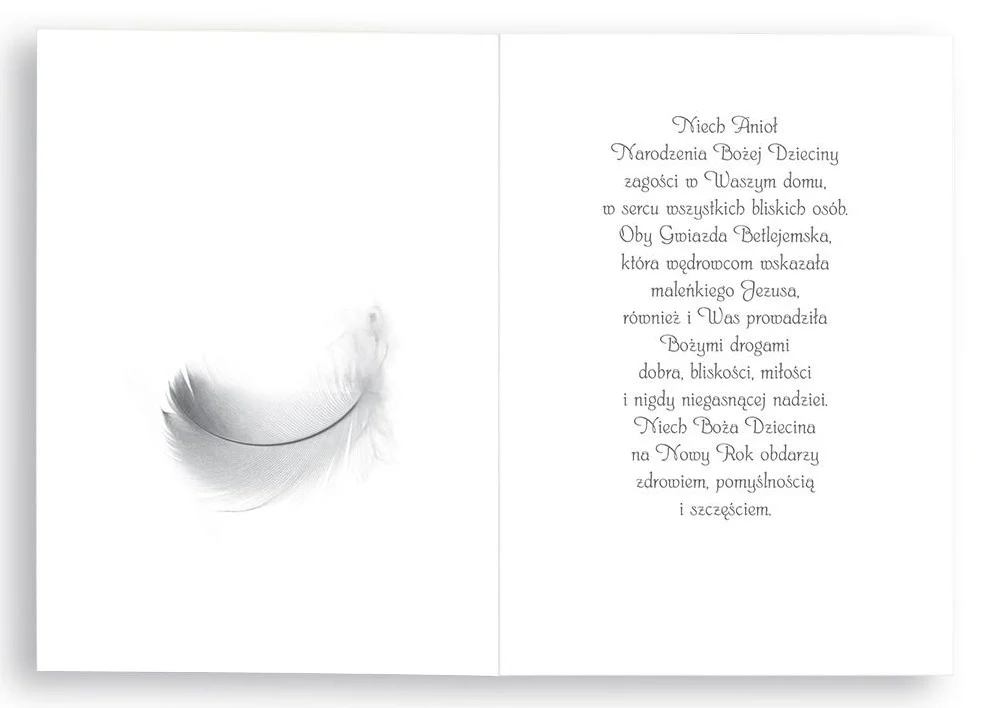 Niech Anioł
Narodzenia Bożej Dzieciny
zagości w Waszym domu,
w sercu wszystkich bliskich osób.
Oby Gwiazda Betlejemska,
która wędrowcom wskazała
maleńkiego Jezusa,
również i Was prowadziła
Bożymi drogami
dobra, bliskości, miłości
i nigdy niegasnącej nadziei.
Niech Boża Dziecina
na Nowy Rok obdarzy
zdrowiem, pomyślnością
i szczęściem.